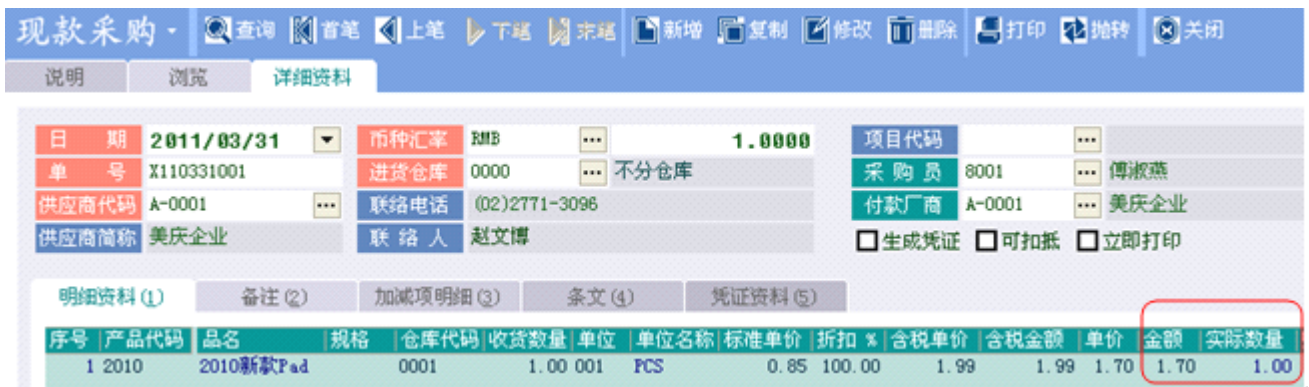 现款采购 查询 首笔 上笔 下笔 末笔 新增 复制 修改 删除 打印 抛转 关闭
说明 浏览 详细资料
日 期 2011/03/31 币种汇率 RMB ... 1.0000 项目代码 ...
单 号 X110331001 进货仓库 0000 ... 不分仓库 采 购 员 8001 ... 傅淑燕
供应商代码 A-0001 ... 联络电话 (02)2771-3096 付款厂商 A-0001 ... 美庆企业
供应商简称 美庆企业 联 络 人 赵文博 生成凭证 可扣抵 立即打印
明细资料(1) 备注(2) 加减项明细(3) 条文(4) 凭证资料(5)
序号 产品代码 品名 规格 仓库代码 收货数量 单位 单位名称 标准单价 折扣 % 含税单价 含税金额 单价 金额 实际数量
1 2010 2010新款Pad 0001 1.00 001 PCS 0.85 100.00 1.99 1.99 1.70 1.70 1.00